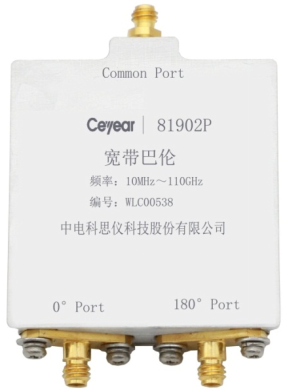 Common Port
Ceyear | 81902P
宽带巴伦
频率：10MHz～110GHz
编号：WLC00538
中电科思仪科技股份有限公司
0° Port
180° Port